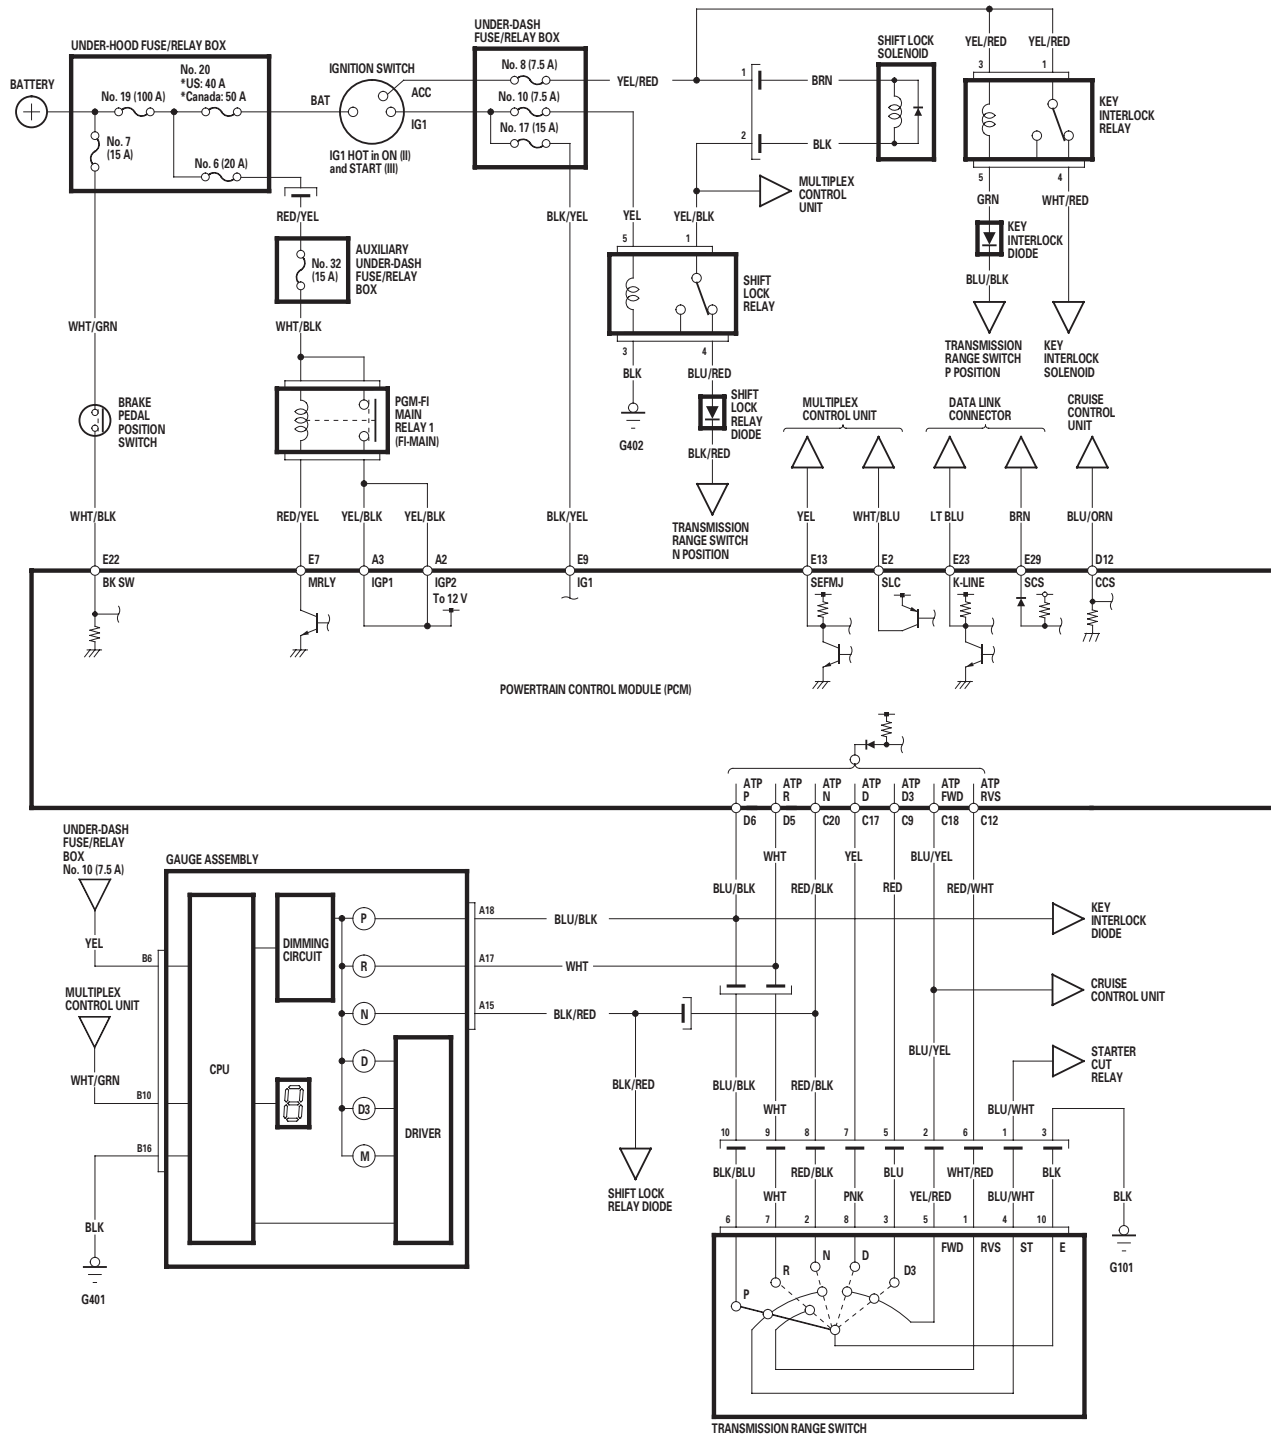 UNDER-HOOD FUSE/RELAY BOX
BATTERY
No. 19 (100 A)
No. 20
*US: 40 A
*Canada: 50 A
No. 7
(15 A)
No. 6 (20 A)
IGNITION SWITCH
BAT
ACC
IG1
IG1 HOT in ON (II)
and START (III)
UNDER-DASH
FUSE/RELAY BOX
No. 8 (7.5 A)
No. 10 (7.5 A)
No. 17 (15 A)
YEL/RED
1
2
BRN
BLK
SHIFT LOCK
SOLENOID
YEL/RED
YEL/RED
3
1
KEY
INTERLOCK
RELAY
5
4
GRN
WHT/RED
KEY
INTERLOCK
DIODE
BLU/BLK
TRANSMISSION
RANGE SWITCH
P POSITION
KEY
INTERLOCK
SOLENOID
MULTIPLEX
CONTROL
UNIT
RED/YEL
No. 32
(15 A)
AUXILIARY
UNDER-DASH
FUSE/RELAY
BOX
BLK/YEL
YEL
YEL/BLK
5
1
SHIFT
LOCK
RELAY
3
4
BLK
BLU/RED
G402
SHIFT
LOCK
RELAY
DIODE
BLK/RED
TRANSMISSION
RANGE SWITCH
N POSITION
WHT/GRN
WHT/BLK
BRAKE
PEDAL
POSITION
SWITCH
PGM-FI
MAIN
RELAY 1
(FI-MAIN)
MULTIPLEX
CONTROL UNIT
DATA LINK
CONNECTOR
CRUISE
CONTROL
UNIT
WHT/BLK
RED/YEL
YEL/BLK
YEL/BLK
BLK/YEL
YEL
WHT/BLU
LT BLU
BRN
BLU/ORN
E22
E7
A3
A2
E9
E13
E2
E23
E29
D12
BK SW
MRLY
IGP1
IGP2
To 12 V
IG1
SEFMJ
SLC
K-LINE
SCS
CCS
POWERTRAIN CONTROL MODULE (PCM)
ATP
P
ATP
R
ATP
N
ATP
D
ATP
D3
ATP
FWD
ATP
RVS
D6
D5
C20
C17
C9
C18
C12
UNDER-DASH
FUSE/RELAY
BOX
No. 10 (7.5 A)
GAUGE ASSEMBLY
WHT
YEL
BLU/YEL
BLU/BLK
RED/BLK
RED
RED/WHT
YEL
B6
MULTIPLEX
CONTROL UNIT
WHT/GRN
B10
B16
BLK
G401
CPU
DIMMING
CIRCUIT
8
P
R
N
D
D3
M
DRIVER
A18
BLU/BLK
A17
WHT
A15
BLK/RED
KEY
INTERLOCK
DIODE
CRUISE
CONTROL UNIT
BLU/YEL
STARTER
CUT
RELAY
BLK/RED
SHIFT LOCK
RELAY DIODE
BLU/BLK
RED/BLK
WHT
BLU/WHT
10
9
8
7
5
2
6
1
3
BLK/BLU
RED/BLK
BLU
WHT/RED
BLK
WHT
PNK
YEL/RED
BLU/WHT
BLK
6
7
2
8
3
5
1
4
10
G101
P
R
N
D
D3
FWD
RVS
ST
E
TRANSMISSION RANGE SWITCH